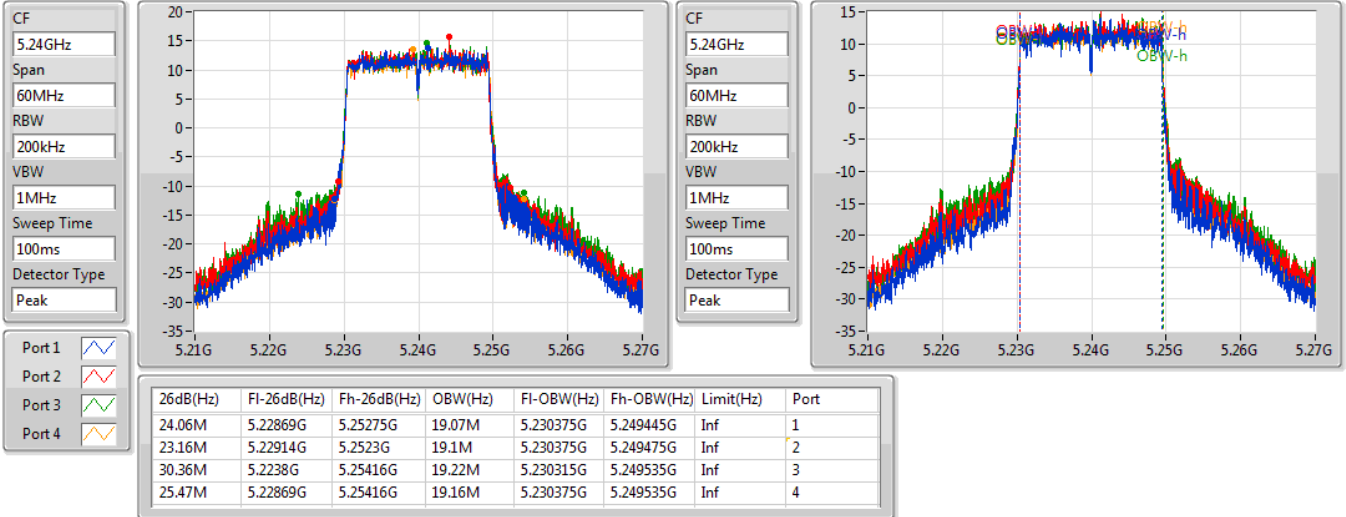 CF
5.24GHz
Span
60MHz
RBW
200kHz
VBW
1MHz
Sweep Time
100ms
Detector Type
Peak
20
15
10
5
0
-5
-10
-15
-20
-25
-30
-35
5.21G 5.22G 5.23G 5.24G 5.25G 5.26G 5.27G
CF
5.24GHz
Span
60MHz
RBW
200kHz
VBW
1MHz
Sweep Time
100ms
Detector Type
Peak
15
10
5
0
-5
-10
-15
-20
-25
-30
-35
OBW-h
OBW-h
5.21G 5.22G 5.23G 5.24G 5.25G 5.26G 5.27G
Port 1
Port 2
Port 3
Port 4
26dB(Hz) Fl-26dB(Hz) Fh-26dB(Hz) OBW(Hz) Fl-OBW(Hz) Fh-OBW(Hz) Limit(Hz) Port
24.06M 5.22869G 5.25275G 19.07M 5.230375G 5.249445G Inf 1
23.16M 5.22914G 5.2523G 19.1M 5.230375G 5.249475G Inf 2
30.36M 5.2238G 5.25416G 19.22M 5.230315G 5.249535G Inf 3
25.47M 5.22869G 5.25416G 19.16M 5.230375G 5.249535G Inf 4